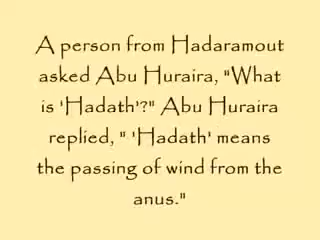 A person from Hadaramout
asked Abu Huraira, "What
is 'Hadath'?" Abu Huraira
replied, " 'Hadath' means
the passing of wind from the
anus."